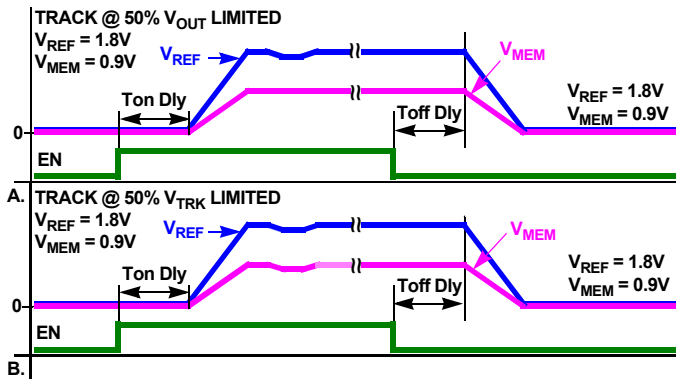 TRACK @ 50% VOUT LIMITED
VREF = 1.8V
VMEM = 0.9V
VREF
VMEM
VREF = 1.8V
VMEM = 0.9V
Ton Dly
Toff Dly
0
EN
A.
TRACK @ 50% VTRK LIMITED
VREF = 1.8V
VMEM = 0.9V
VREF
VMEM
VREF = 1.8V
VMEM = 0.9V
Ton Dly
Toff Dly
0
EN
B.